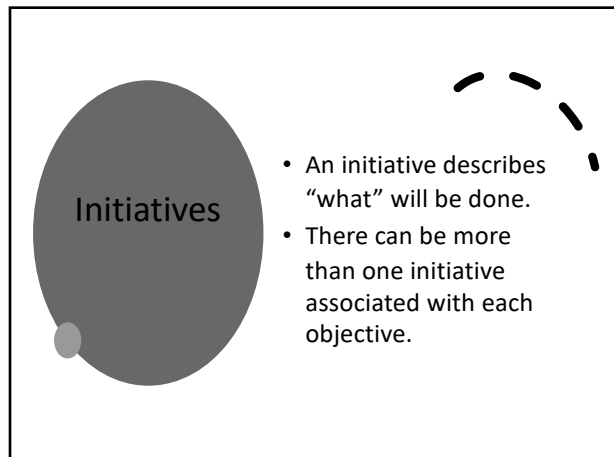 Initiatives
• An initiative describes
“what” will be done.
• There can be more
than one initiative
associated with each
objective.